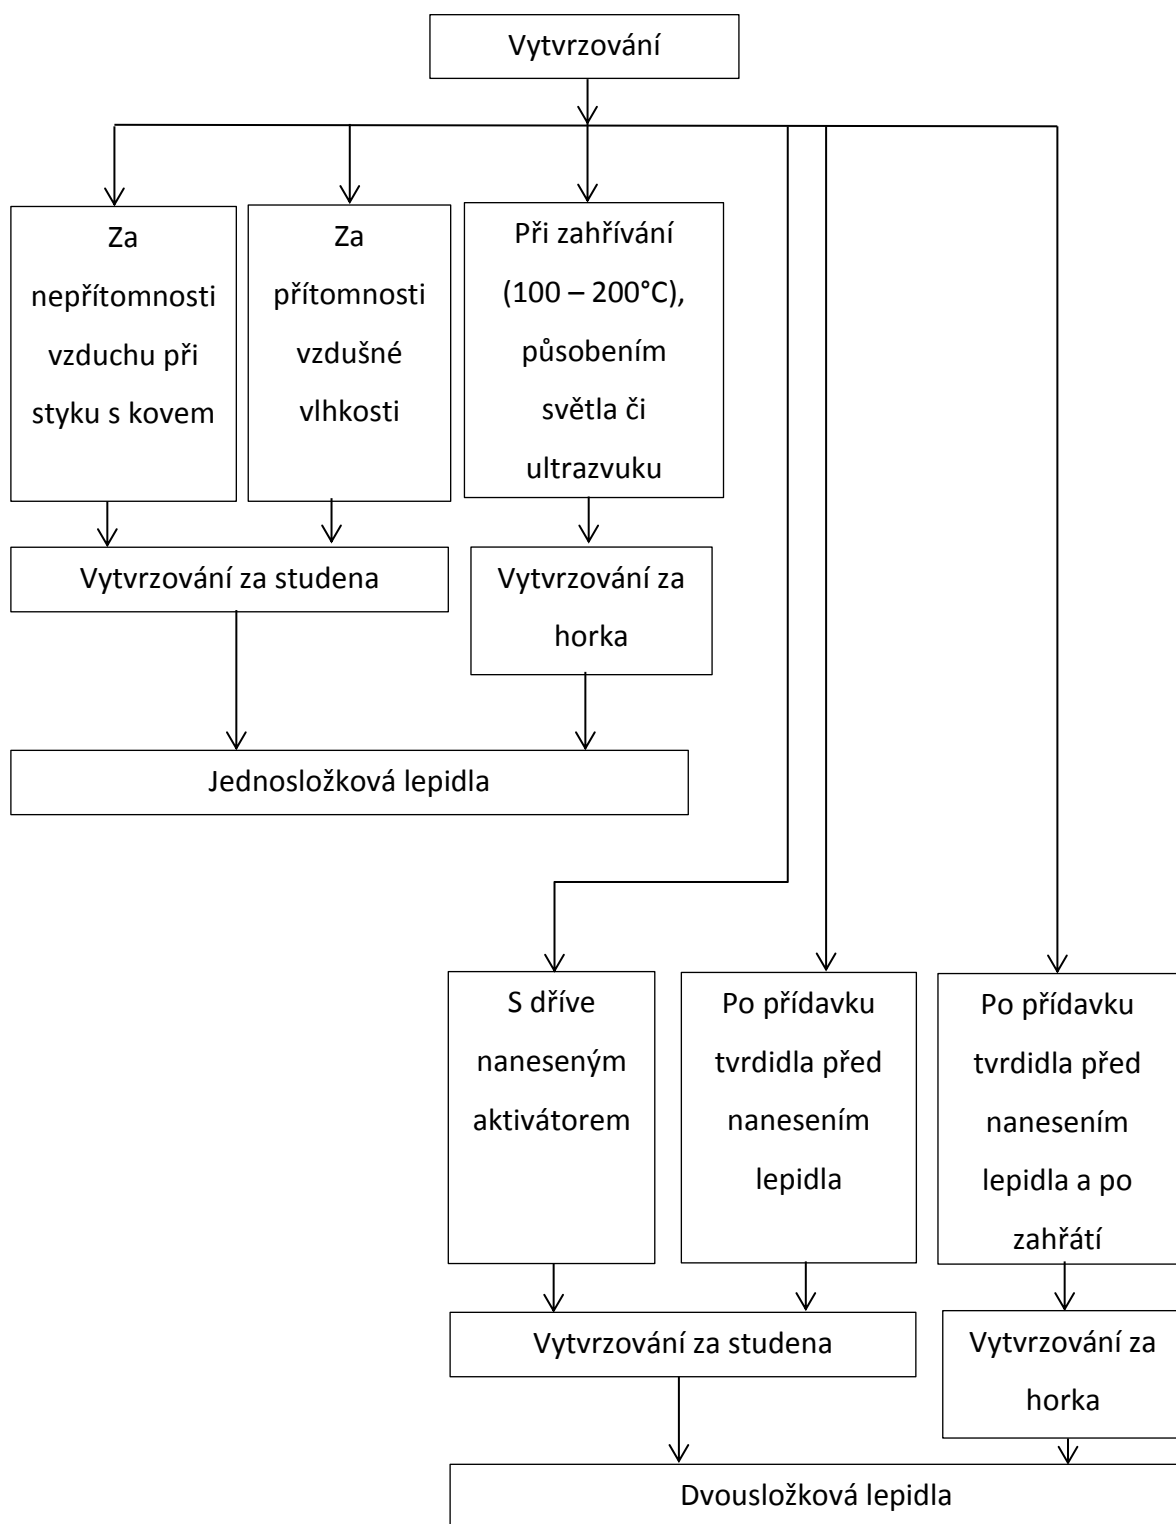 Vytvrzování
Za
nepřítomnosti
vzduchu při
styku s kovem
Za
přítomnosti
vzdušné
vlhkosti
Při zahřívání
(100 – 200°C),
působením
světla či
ultrazvuku
Vytvrzování za studena
Vytvrzování za
horka
Jednosložková lepidla
S dříve
naneseným
aktivátorem
Po přídavku
tvrdidla před
nanesením
lepidla
Po přídavku
tvrdidla před
nanesením
lepidla a po
zahřátí
Vytvrzování za studena
Vytvrzování za
horka
Dvousložková lepidla